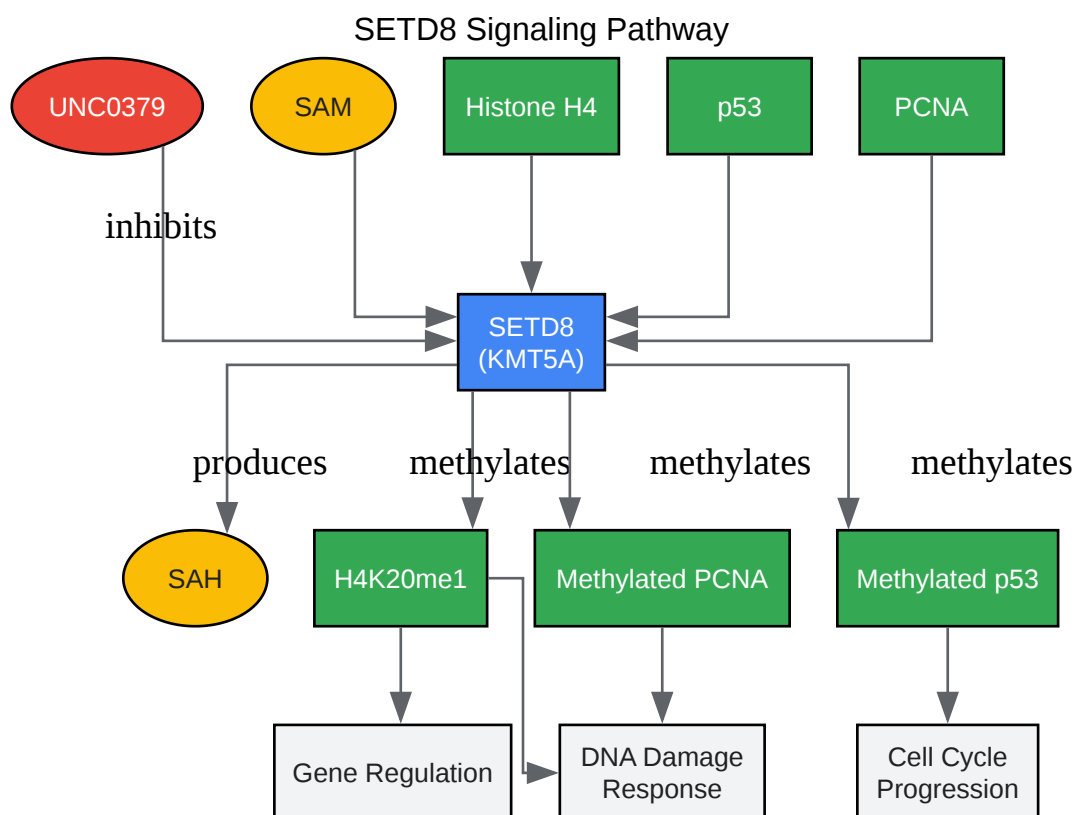 SETD8 Signaling Pathway
UNC0379
SAM
Histone H4
p53
PCNA
inhibits
SETD8
(KMT5A)
produces
methylates
methylates
methylates
SAH
H4K20me1
Methylated PCNA
Methylated p53
Gene Regulation
DNA Damage
Response
Cell Cycle
Progression